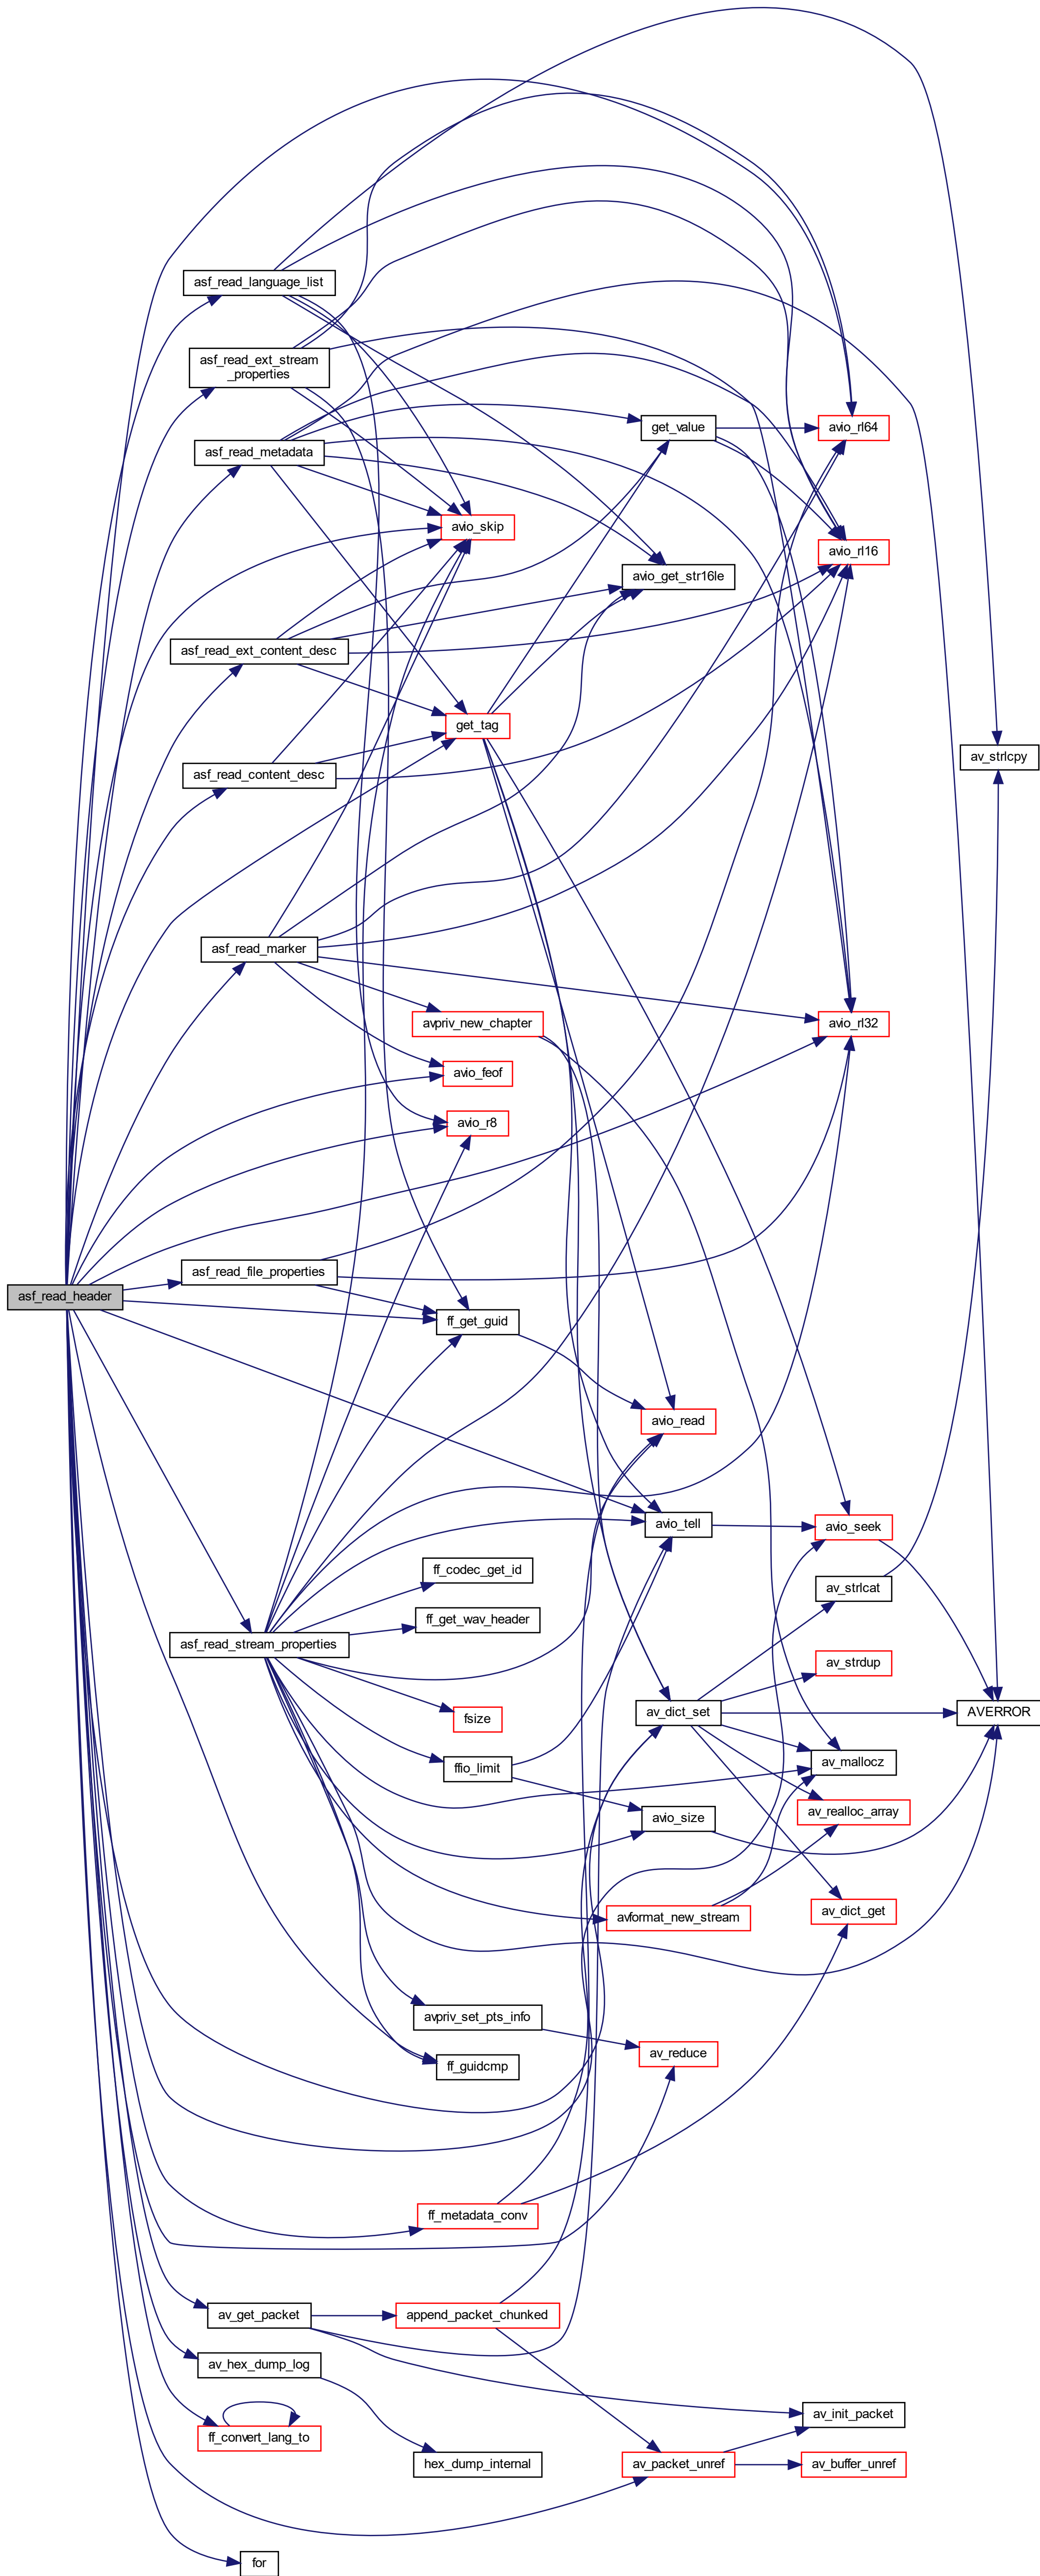 asf_read_language_list
asf_read_ext_stream
_properties
avio_rl64
get_value
asf_read_metadata
avio_skip
avio_rl16
avio_get_str16le
asf_read_ext_content_desc
get_tag
av_strlcpy
asf_read_content_desc
asf_read_marker
avpriv_new_chapter
avio_rl32
avio_feof
avio_r8
asf_read_file_properties
asf_read_header
ff_get_guid
avio_read
avio_tell
avio_seek
ff_codec_get_id
av_strlcat
ff_get_wav_header
asf_read_stream_properties
av_strdup
fsize
av_dict_set
AVERROR
ffio_limit
av_mallocz
avio_size
av_realloc_array
avformat_new_stream
av_dict_get
avpriv_set_pts_info
av_reduce
ff_guidcmp
ff_metadata_conv
av_get_packet
append_packet_chunked
av_hex_dump_log
av_init_packet
ff_convert_lang_to
hex_dump_internal
av_packet_unref
av_buffer_unref
for